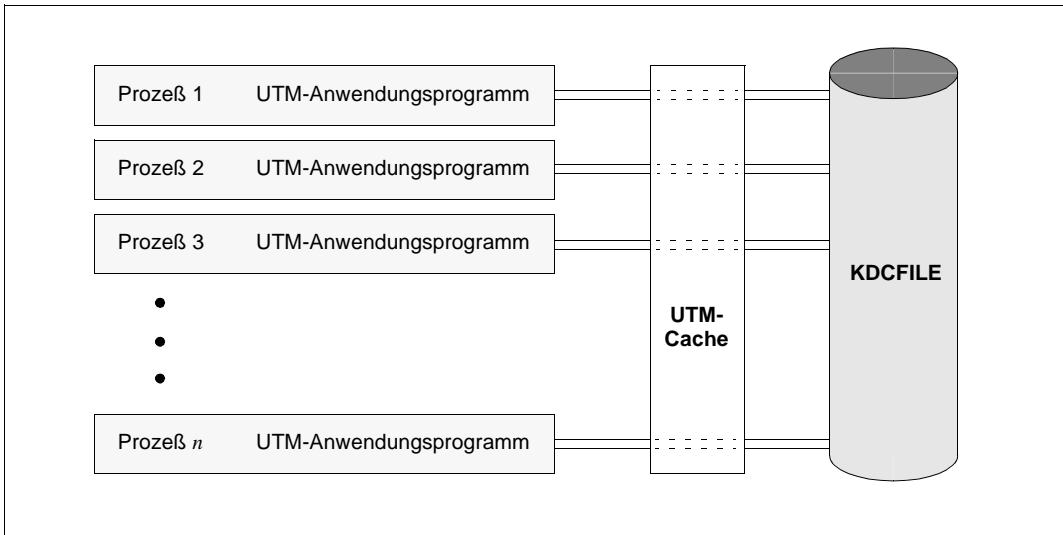 Prozeß 1 UTM-Anwendungsprogramm
Prozeß 2 UTM-Anwendungsprogramm
Prozeß 3 UTM-Anwendungsprogramm
KDCFILE
UTM-
Cache
Prozeß n UTM-Anwendungsprogramm